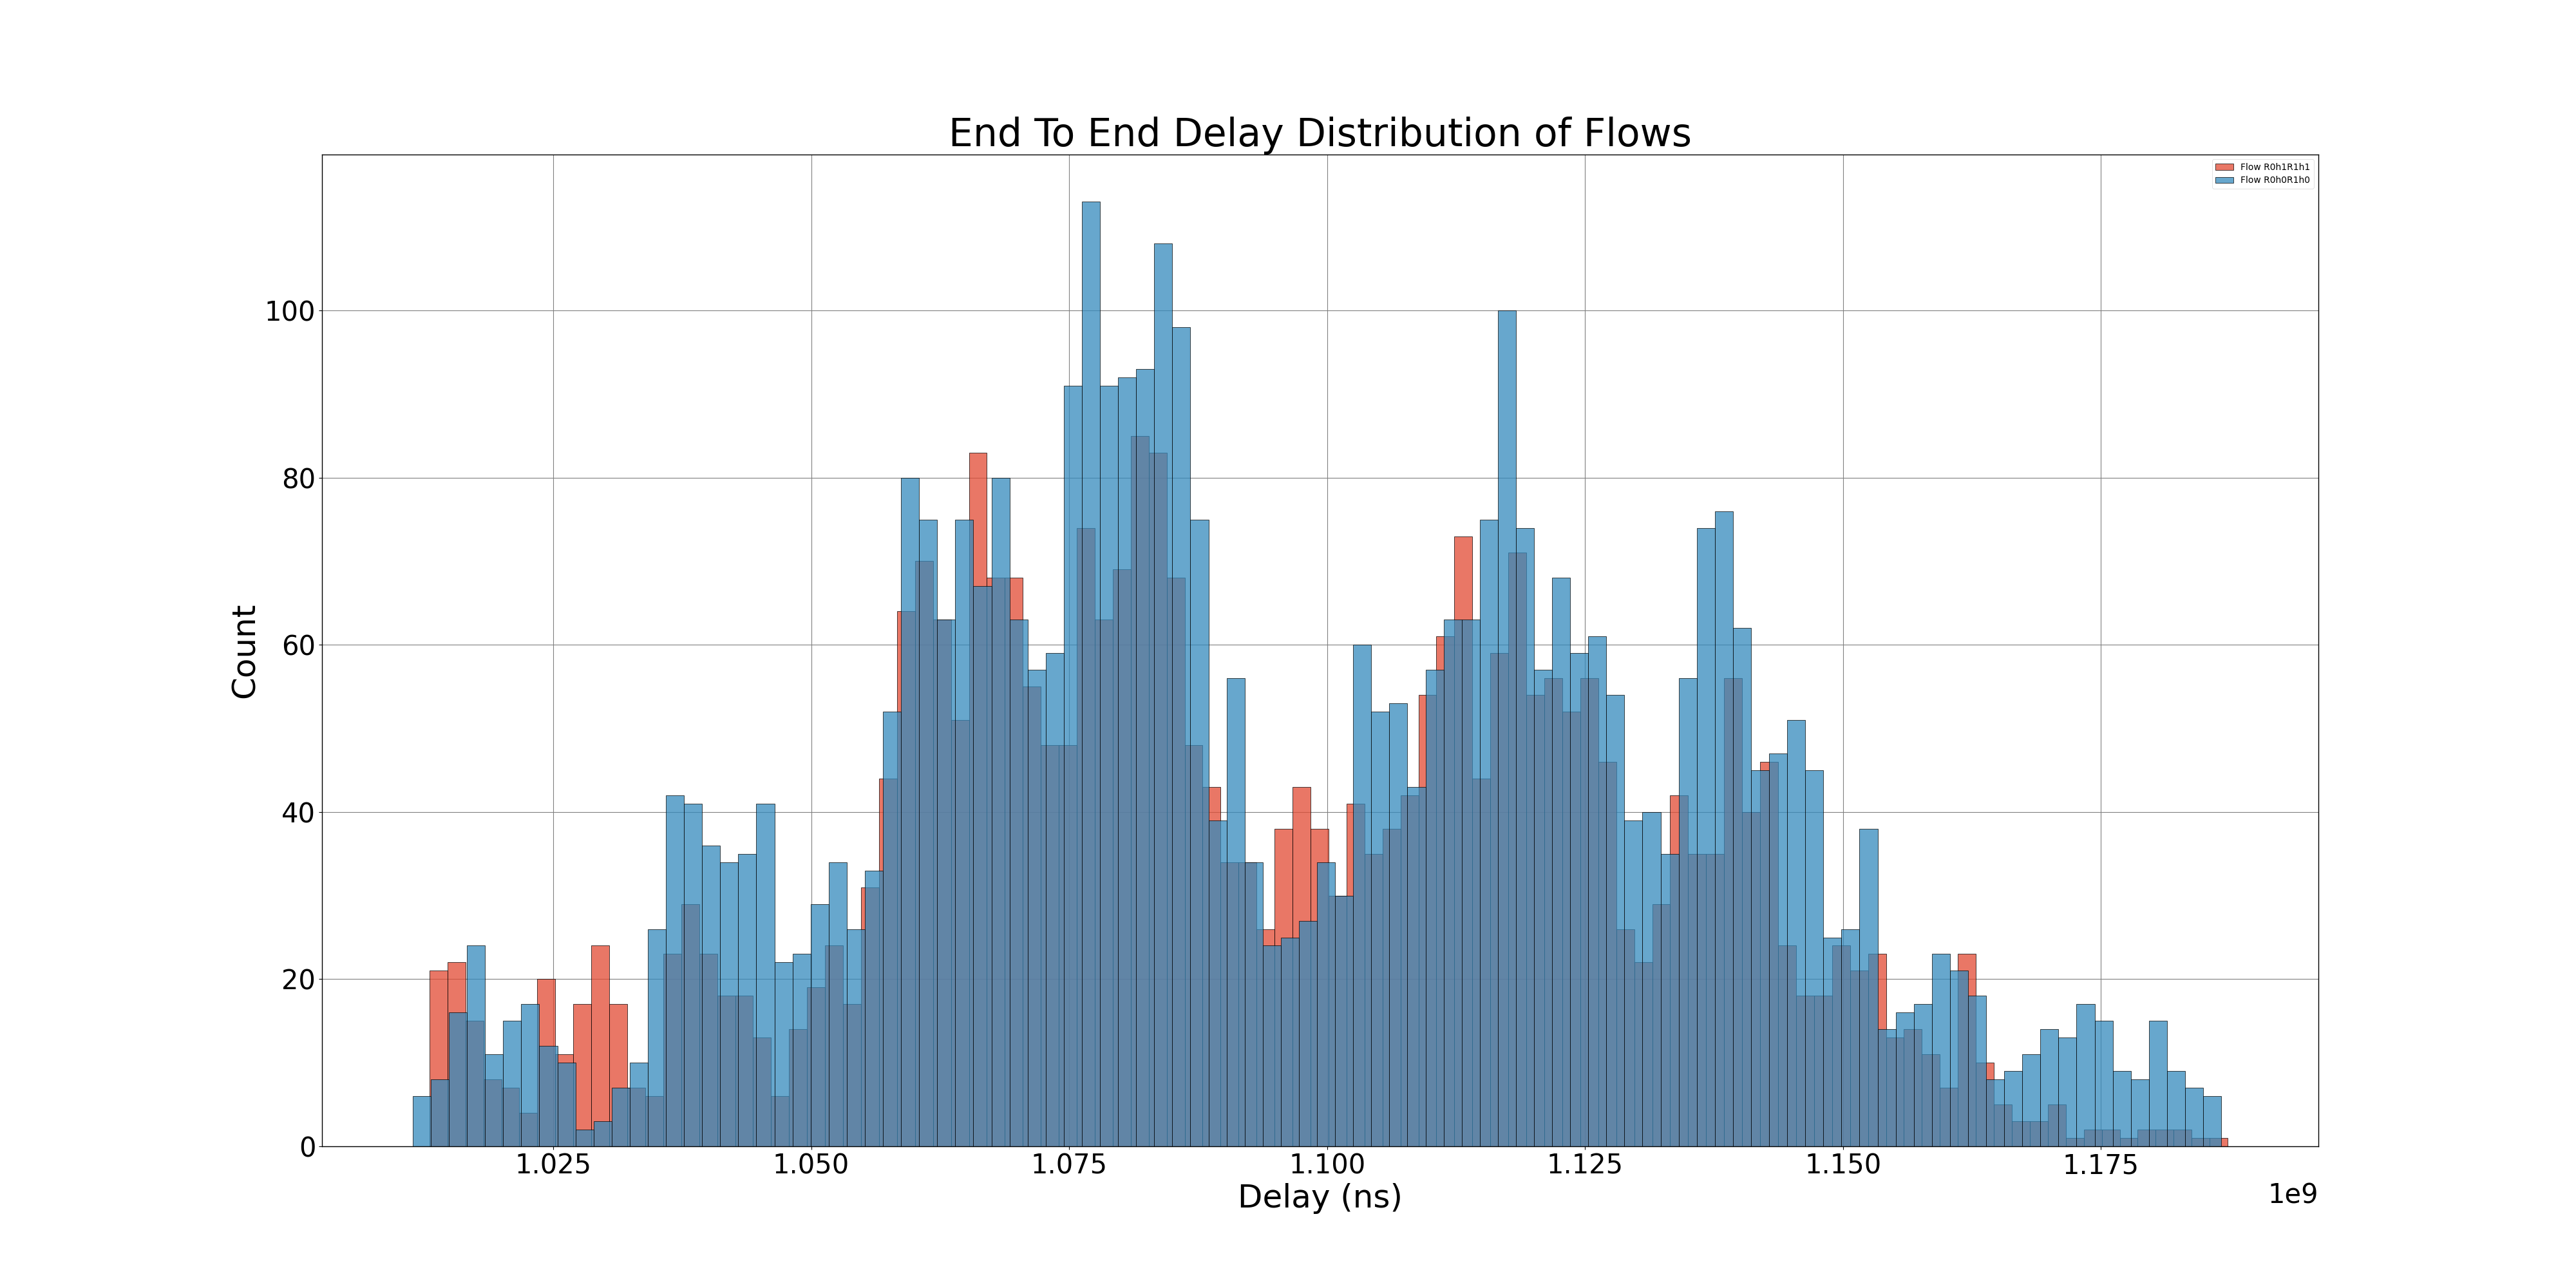 End To End Delay Distribution of Flows
Flow R0h1R1h1
Flow R0h0R1h0
100
80
60
40
20
0
Count
1.025 1.050 1.075 1.100 1.125 1.150 1.175
Delay (ns)
1e9